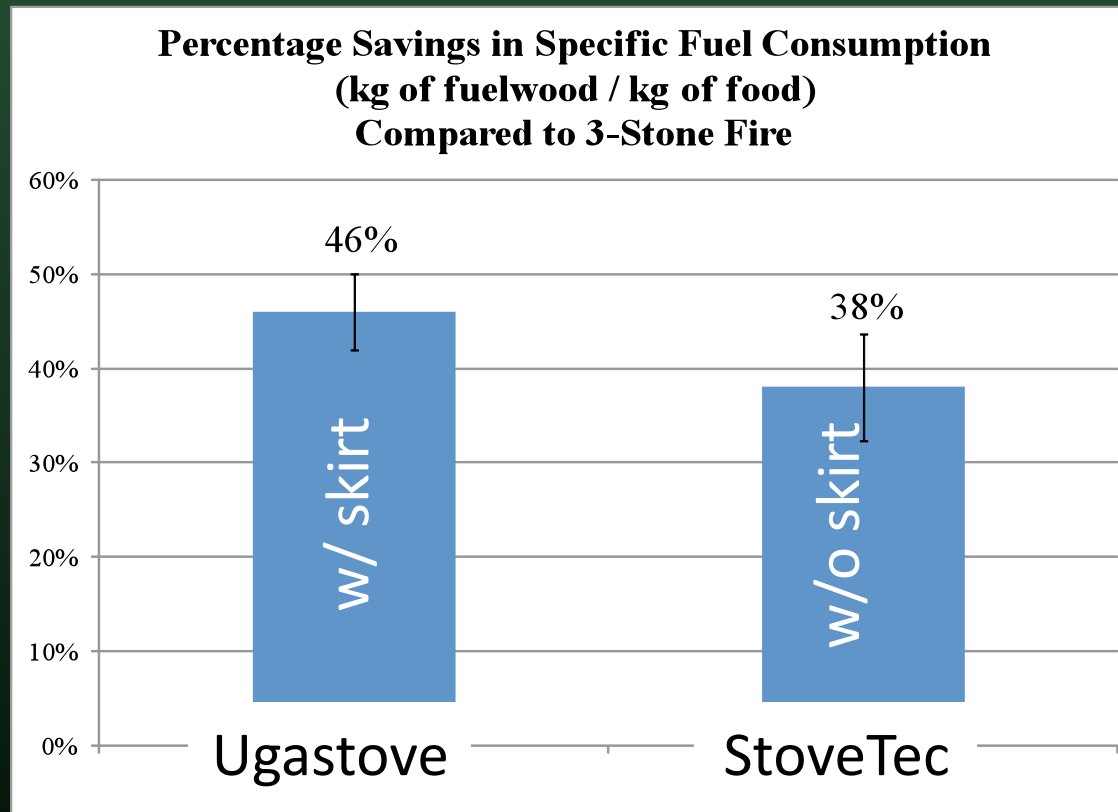 Percentage Savings in Specific Fuel Consumption
(kg of fuelwood / kg of food)
Compared to 3-Stone Fire
60%
46%
50%
38%
40%
30%
20%
10%
0%
w/ skirt
w/o skirt
Ugastove
StoveTec